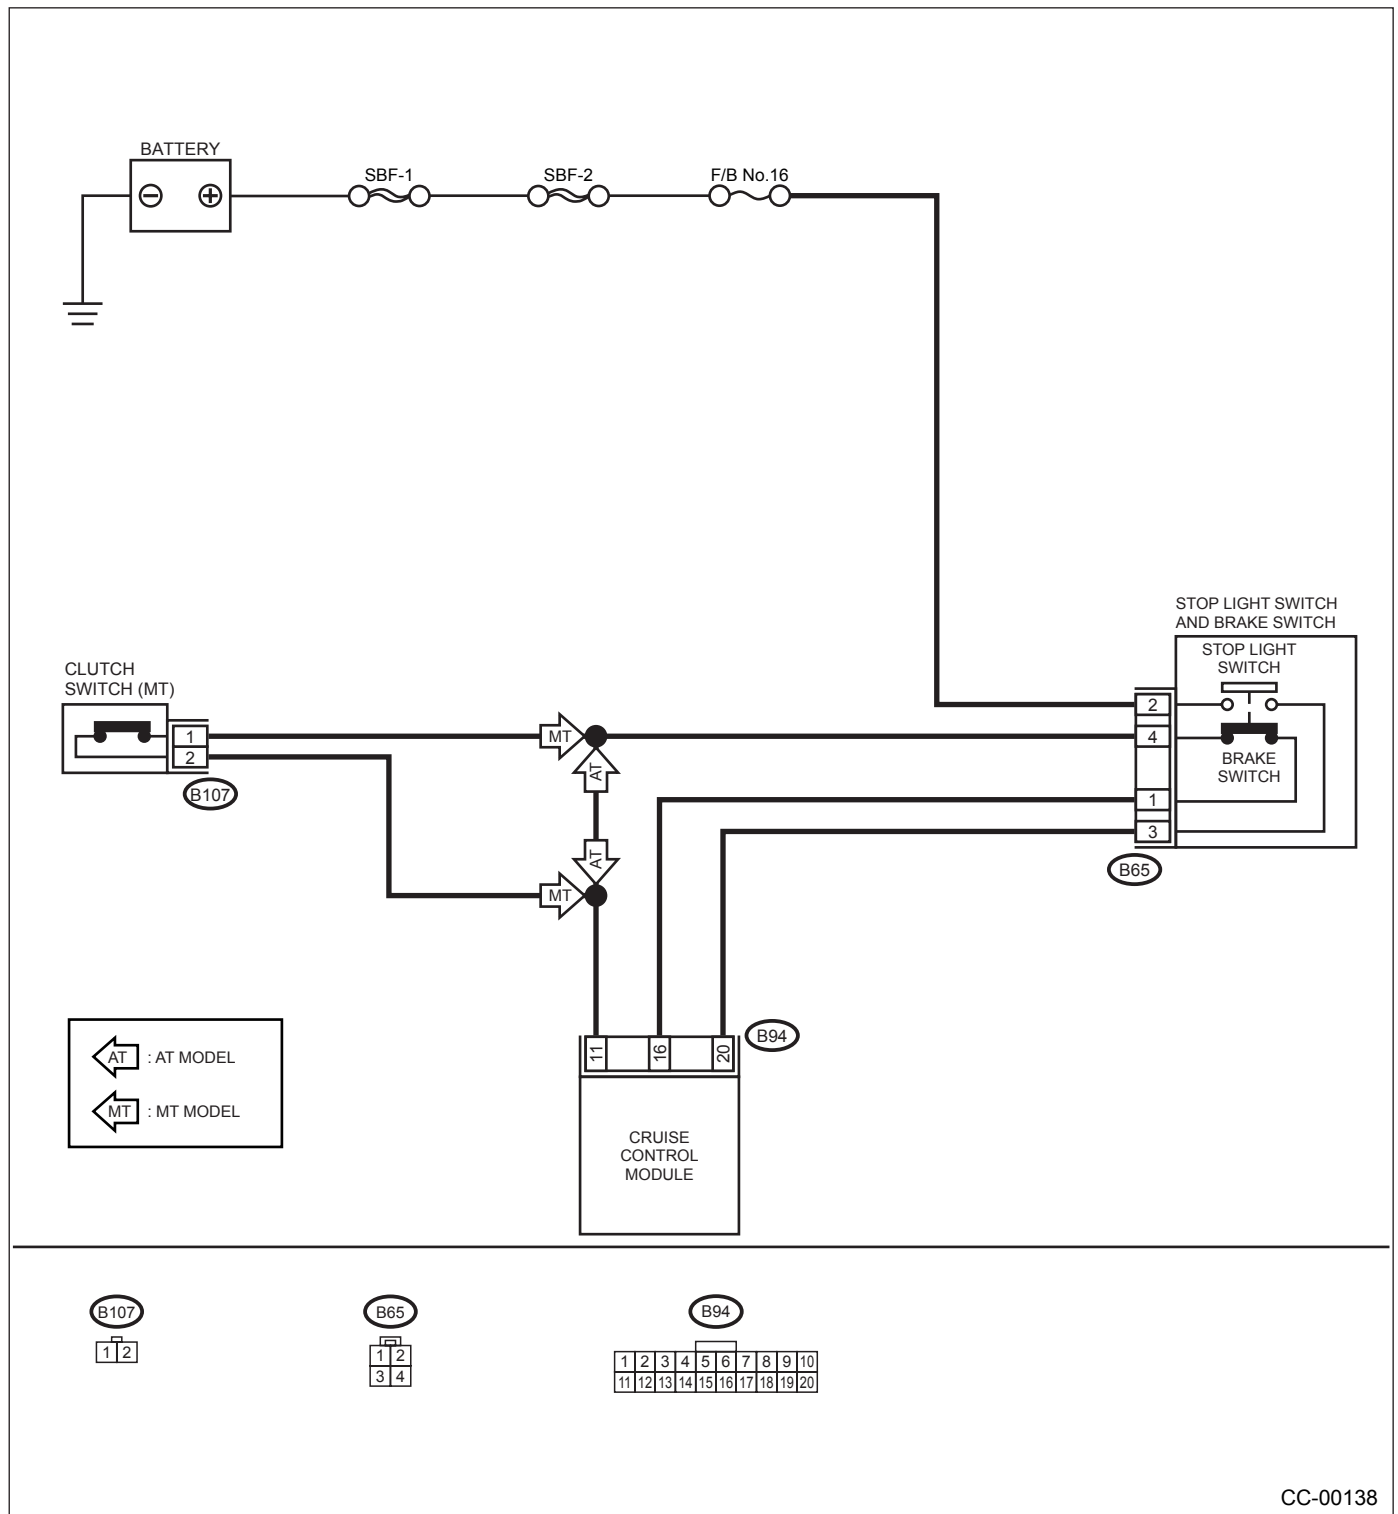 BATTERY
SBF-1
SBF-2
F/B No.16
STOP LIGHT SWITCH
AND BRAKE SWITCH
STOP LIGHT
SWITCH
CLUTCH
SWITCH (MT)
2
1
MT
4
2
BRAKE
SWITCH
AT
B107
1
3
AT
B65
MT
B94
11
16
20
AT : AT MODEL
MT : MT MODEL
CRUISE
CONTROL
MODULE
B107
B65
B94
1 2
1 2
3 4
1 2 3 4 5 6 7 8 9 10
11 12 13 14 15 16 17 18 19 20
CC-00138